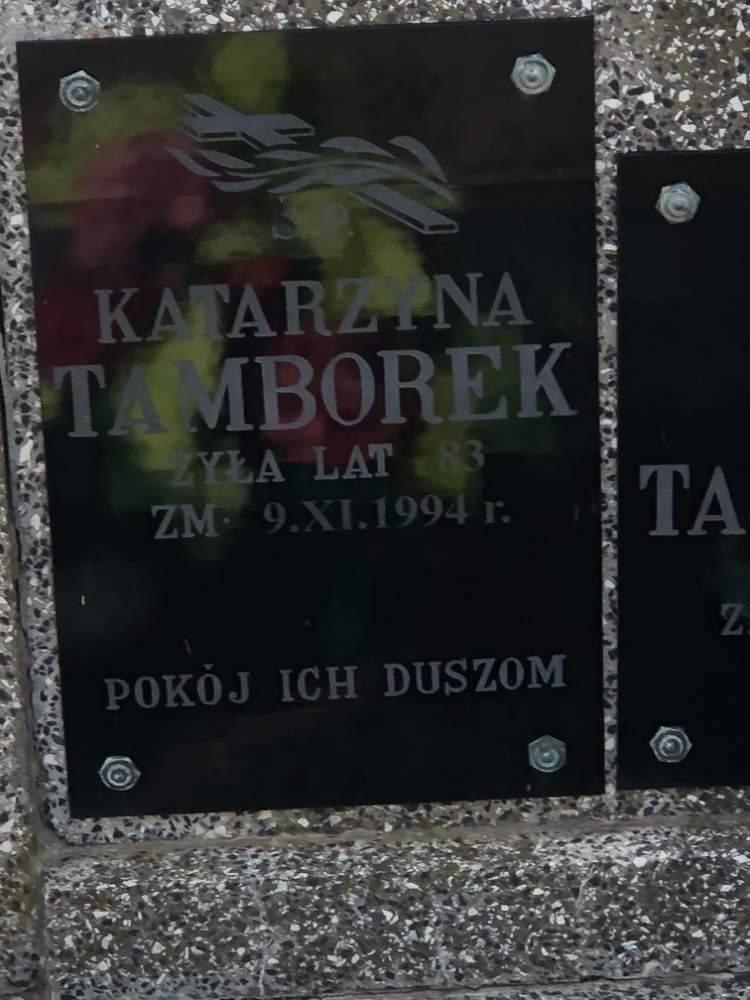 Ś.P.
KATARZYNA
TAMBOREK
ŻYŁA LAT 83
ZM. 9.XI.1994 r.
POKÓJ ICH DUSZOM
TA
Z